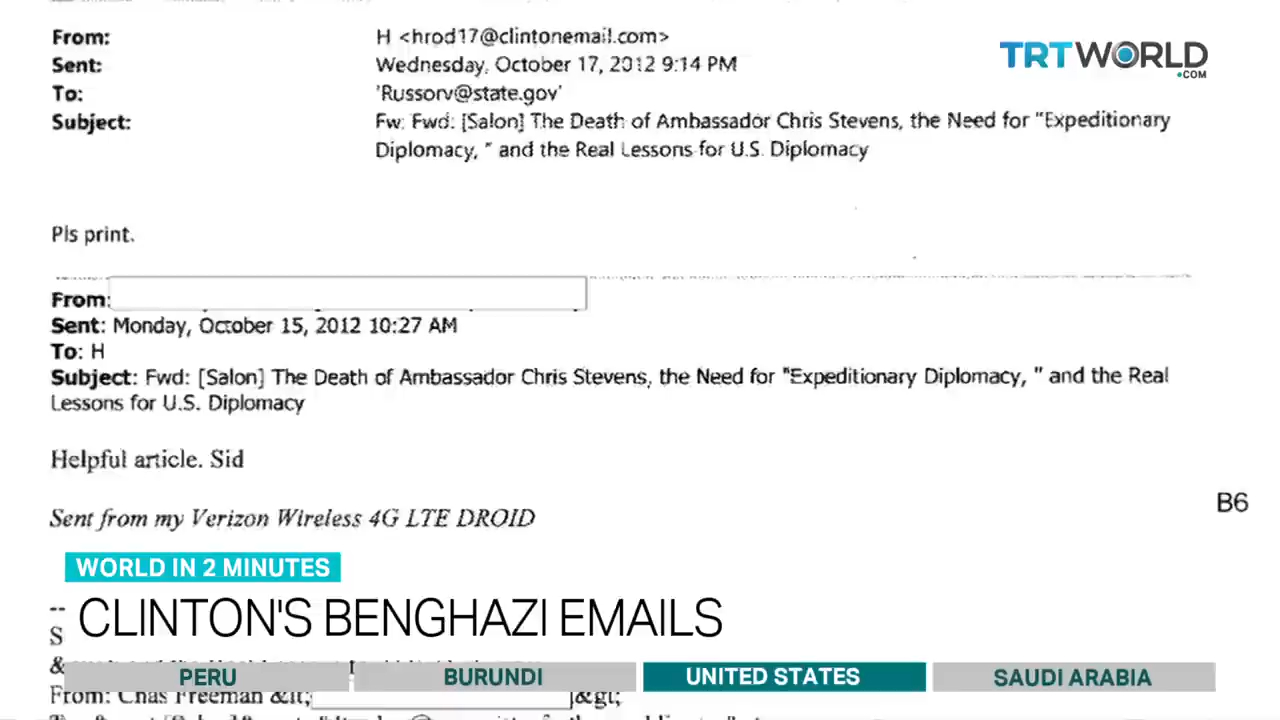 From: H <hrod17@clintonemail.com>
Sent: Wednesday, October 17, 2012 9:14 PM
To: 'Russorv@state.gov'
Subject: Fw: Fwd: [Salon] The Death of Ambassador Chris Stevens, the Need for "Expeditionary
Diplomacy, " and the Real Lessons for U.S. Diplomacy
TRTWORLD
.COM
Pls print.
From:
Sent: Monday, October 15, 2012 10:27 AM
To: H
Subject: Fwd: [Salon] The Death of Ambassador Chris Stevens, the Need for "Expeditionary Diplomacy, " and the Real
Lessons for U.S. Diplomacy
Helpful article. Sid
B6
Sent from my Verizon Wireless 4G LTE DROID
WORLD IN 2 MINUTES
--
CLINTON'S BENGHAZI EMAILS
S
&
PERU
BURUNDI
UNITED STATES
SAUDI ARABIA
From: Chas Freeman &lt; ]&gt;